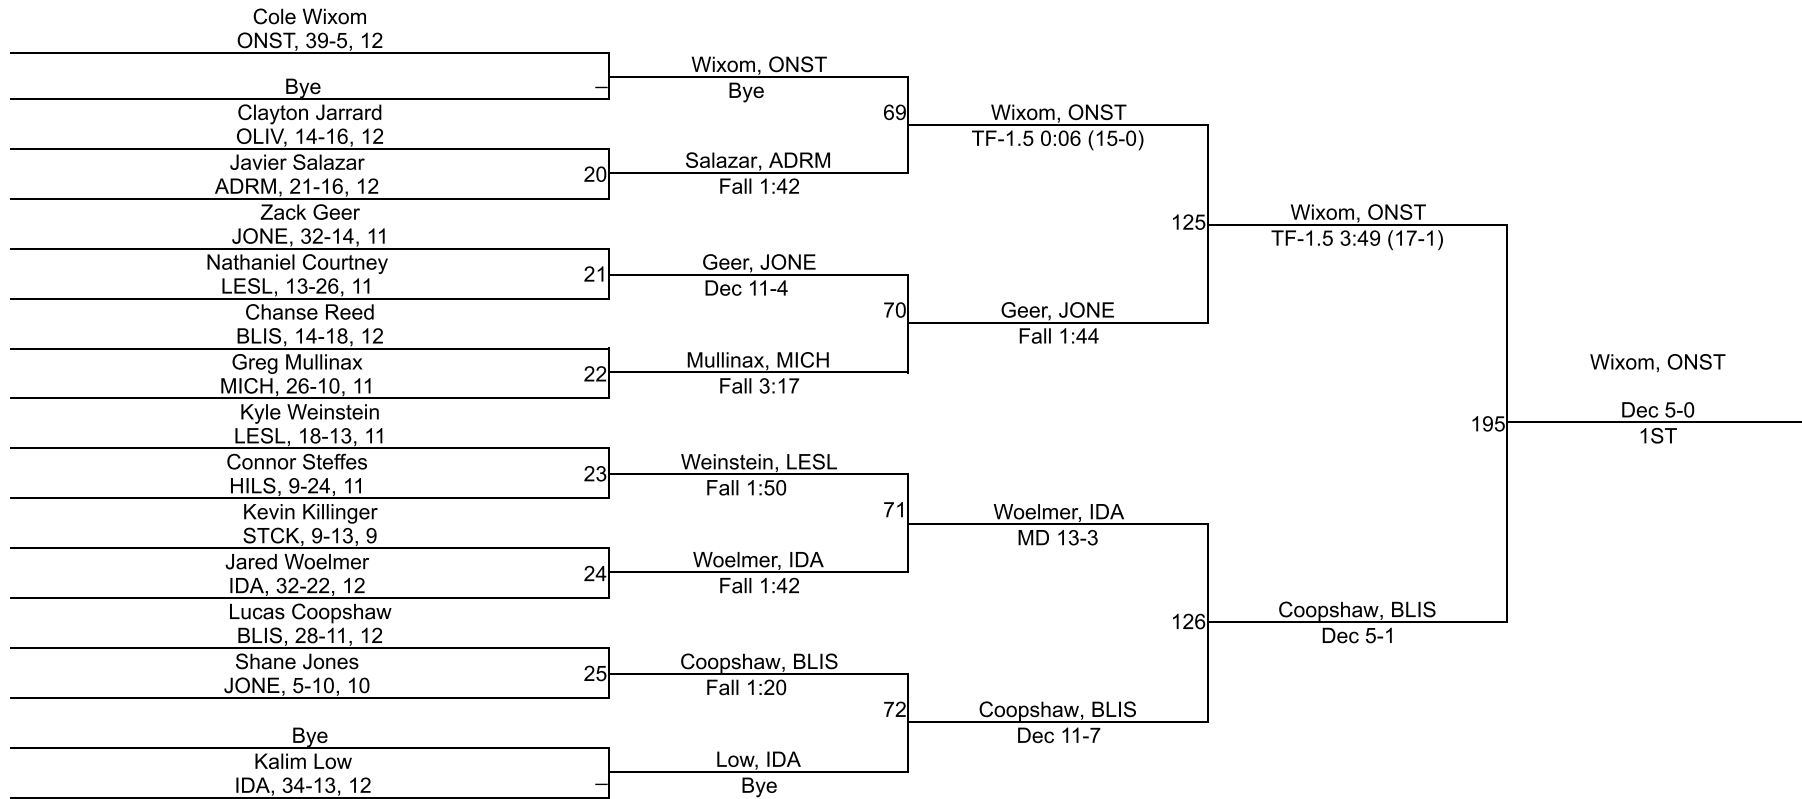 Cole Wixom
ONST, 39-5, 12
Bye
–
Clayton Jarrard
OLIV, 14-16, 12
Javier Salazar
ADRM, 21-16, 12
20
Zack Geer
JONE, 32-14, 11
Nathaniel Courtney
LESL, 13-26, 11
21
Chanse Reed
BLIS, 14-18, 12
Greg Mullinax
MICH, 26-10, 11
22
Kyle Weinstein
LESL, 18-13, 11
Connor Steffes
HILS, 9-24, 11
23
Kevin Killinger
STCK, 9-13, 9
Jared Woelmer
IDA, 32-22, 12
24
Lucas Coopshaw
BLIS, 28-11, 12
Shane Jones
JONE, 5-10, 10
25
Bye
Kalim Low
IDA, 34-13, 12
–
Wixom, ONST
Bye
69
Salazar, ADRM
Fall 1:42
Geer, JONE
Dec 11-4
70
Mullinax, MICH
Fall 3:17
Weinstein, LESL
Fall 1:50
71
Woelmer, IDA
Fall 1:42
Coopshaw, BLIS
Fall 1:20
72
Low, IDA
Bye
Wixom, ONST
TF-1.5 0:06 (15-0)
125
Geer, JONE
Fall 1:44
Woelmer, IDA
MD 13-3
126
Coopshaw, BLIS
Dec 11-7
Wixom, ONST
TF-1.5 3:49 (17-1)
195
Coopshaw, BLIS
Dec 5-1
Wixom, ONST
Dec 5-0
1ST